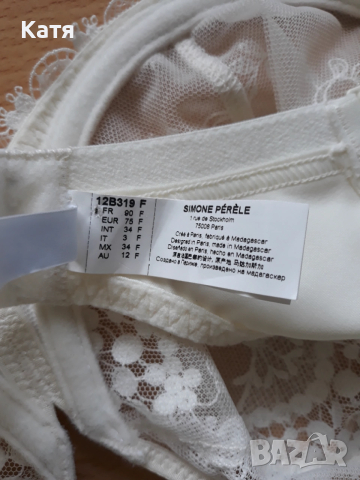 Катя
12B319 F
FR 90 F
EUR 75 F
INT 34 F
IT 3 F
MX 34 F
AU 12 F
SIMONE PÉRÈLE
1 rue de Stockholm
75008 Paris
Créé à Paris, fabriqué à Madagascar
Designed in Paris, made in Madagascar
Diseñado en Paris, hecho en Madagascar
Создано в Париже, произведено на мадагаскар
BAZAR